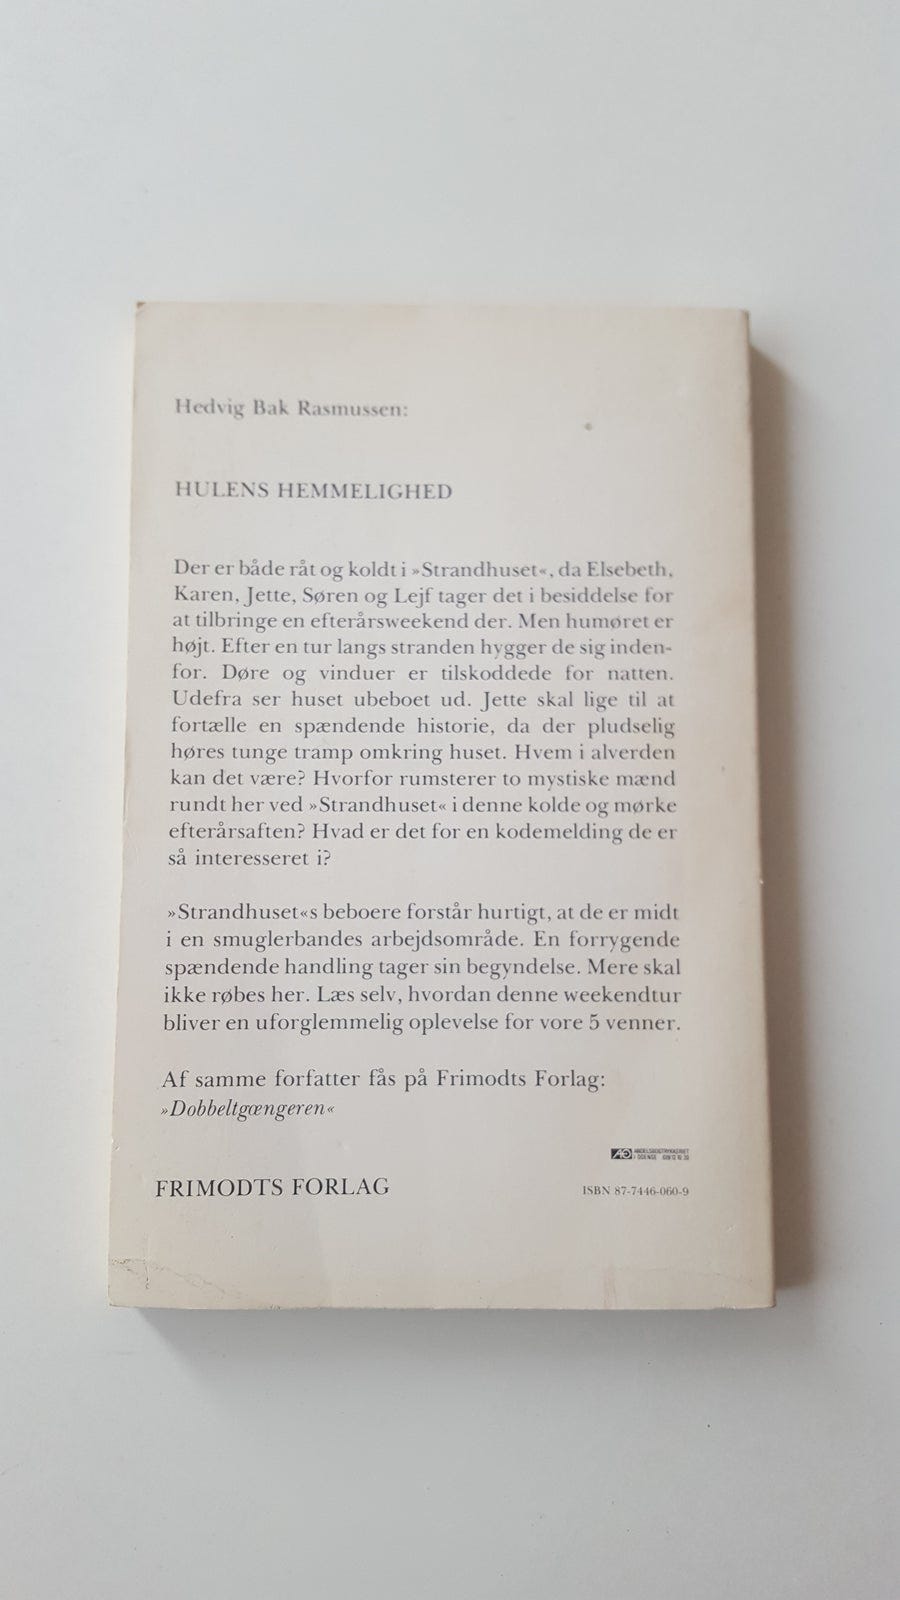 Hedvig Bak Rasmussen:
HULENS HEMMELIGHED
Der er både råt og koldt i »Strandhuset«, da Elsebeth,
Karen, Jette, Søren og Lejf tager det i besiddelse for
at tilbringe en efterårsweekend der. Men humøret er
højt. Efter en tur langs stranden hygger de sig inden-
for. Døre og vinduer er tilskoddede for natten.
Udefra ser huset ubeboet ud. Jette skal lige til at
fortælle en spændende historie, da der pludselig
høres tunge tramp omkring huset. Hvem i alverden
kan det være? Hvorfor rumsterer to mystiske mænd
rundt her ved »Strandhuset« i denne kolde og mørke
efterårsaften? Hvad er det for en kodemelding de er
så interesseret i?
»Strandhuset«s beboere forstår hurtigt, at de er midt
i en smuglerbandes arbejdsområde. En forrygende
spændende handling tager sin begyndelse. Mere skal
ikke røbes her. Læs selv, hvordan denne weekendtur
bliver en uforglemmelig oplevelse for vore 5 venner.
Af samme forfatter fås på Frimodts Forlag:
»Dobbeltgængeren«
AO ANDELSBOGTRYKKERIET
I ODENSE
FRIMODTS FORLAG
ISBN 87-7446-060-9